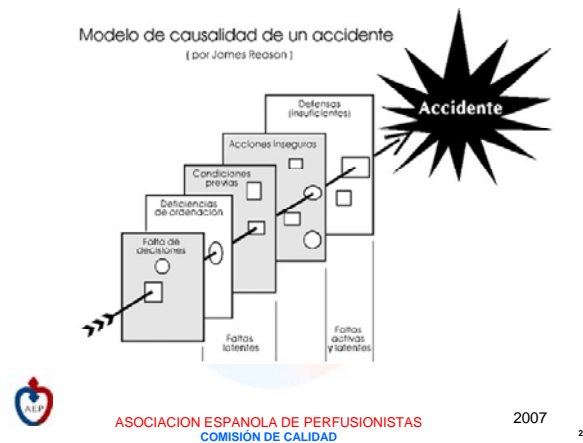 Modelo de causalidad de un accidente
( por James Reason )
Accidente
Defensas
(insuficientes)
Acciones inseguras
Condiciones
previas
Deficiencias
de ordenación
Falta de
decisiones
Faltas
latentes
Faltas
activas
y latentes
AEP
ASOCIACION ESPANOLA DE PERFUSIONISTAS
COMISIÓN DE CALIDAD
2007
2